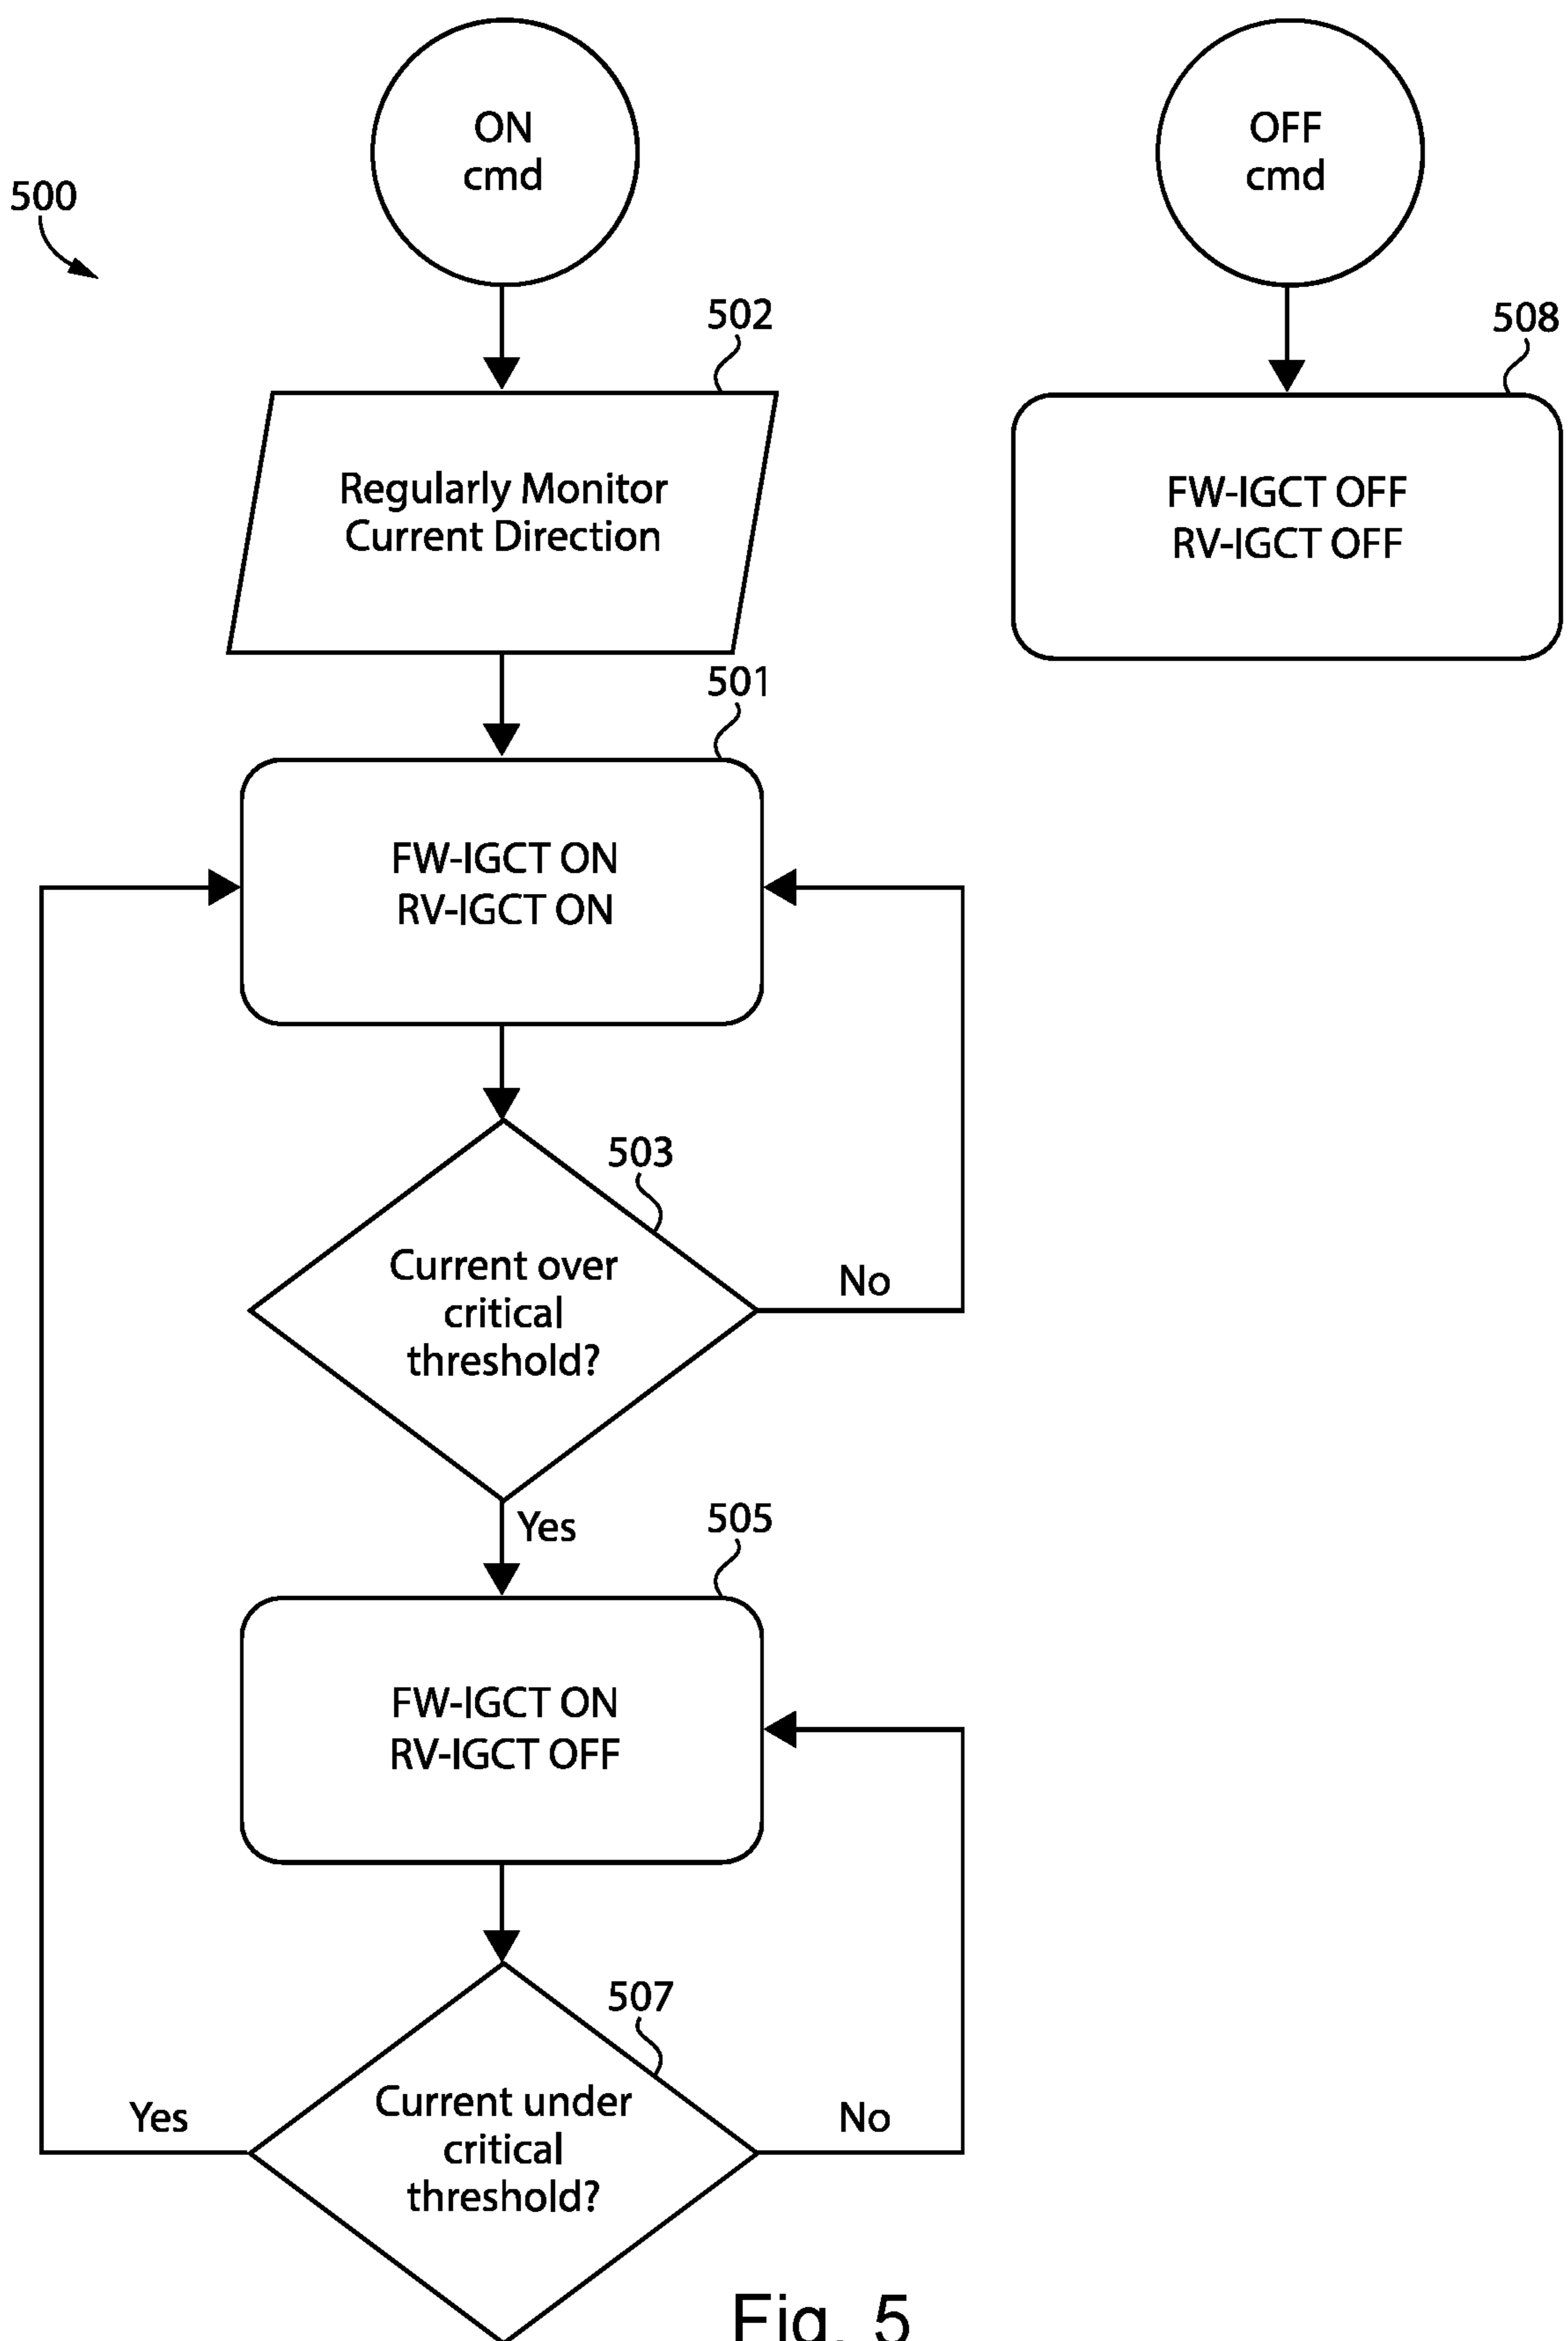 500
ON
cmd
OFF
cmd
502
Regularly Monitor
Current Direction
508
FW-IGCT OFF
RV-IGCT OFF
501
FW-IGCT ON
RV-IGCT ON
503
Current over
critical
threshold?
No
Yes
505
FW-IGCT ON
RV-IGCT OFF
507
Current under
critical
threshold?
Yes
No
Fig. 5